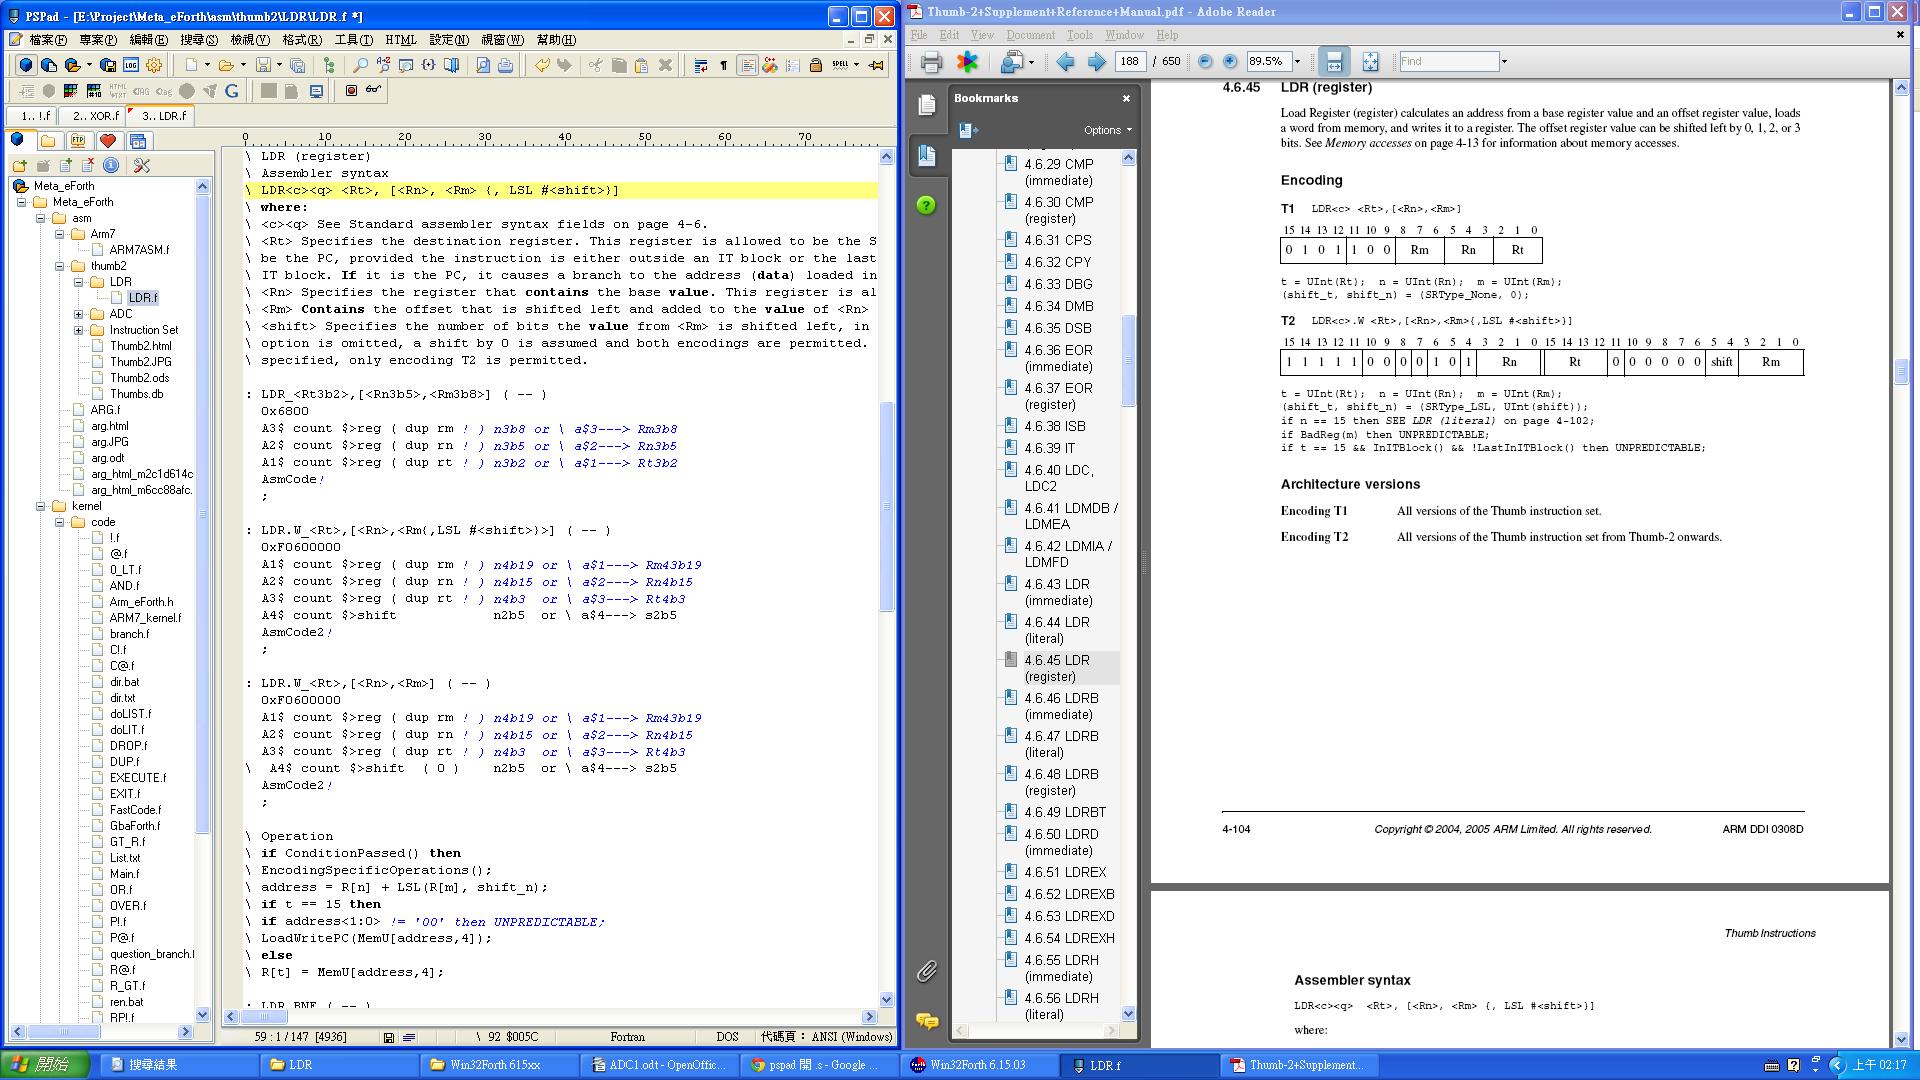 PSPad - [E:\Project\Meta_eForth\asm\thumb2\LDR\LDR.f *]
檔案(F) 專案(P) 編輯(E) 搜尋(S) 檢視(V) 格式(R) 工具(T) HTML 設定(N) 視窗(W) 幫助(H)
1.. !.f 2.. XOR.f 3.. LDR.f
Meta_eForth
Meta_eForth
asm
Arm7
ARM7ASM.f
thumb2
LDR
LDR.f
ADC
Instruction Set
Thumb2.html
Thumb2.JPG
Thumb2.ods
Thumbs.db
ARG.f
arg.html
arg.JPG
arg.odt
arg_html_m2c1d614c
arg_html_m6cc88afc.
kernel
code
!.f
@.f
0_LT.f
AND.f
Arm_eForth.h
ARM7_kernel.f
branch.f
C!.f
C@.f
dir.bat
dir.txt
doLIST.f
doLIT.f
DROP.f
DUP.f
EXECUTE.f
EXIT.f
FastCode.f
GbaForth.f
GT_R.f
List.txt
Main.f
OR.f
OVER.f
P!.f
P@.f
question_branch.f
R@.f
R_GT.f
ren.bat
RP!.f
0 10 20 30 40 50 60 70
\ LDR (register)
\ Assembler syntax
\ LDR<c><q> <Rt>, [<Rn>, <Rm> {, LSL #<shift>}]
\ where:
\ <c><q> See Standard assembler syntax fields on page 4-6.
\ <Rt> Specifies the destination register. This register is allowed to be the S
\ be the PC, provided the instruction is either outside an IT block or the last
\ IT block. If it is the PC, it causes a branch to the address (data) loaded in
\ <Rn> Specifies the register that contains the base value. This register is al
\ <Rm> Contains the offset that is shifted left and added to the value of <Rn>
\ <shift> Specifies the number of bits the value from <Rm> is shifted left, in
\ option is omitted, a shift by 0 is assumed and both encodings are permitted.
\ specified, only encoding T2 is permitted.
: LDR_<Rt3b2>,[<Rn3b5>,<Rm3b8>] ( -- )
0x6800
A3$ count $>reg ( dup rm ! ) n3b8 or \ a$3---> Rm3b8
A2$ count $>reg ( dup rn ! ) n3b5 or \ a$2---> Rn3b5
A1$ count $>reg ( dup rt ! ) n3b2 or \ a$1---> Rt3b2
AsmCode!
;
: LDR.W_<Rt>,[<Rn>,<Rm{,LSL #<shift>}>] ( -- )
0xF0600000
A1$ count $>reg ( dup rm ! ) n4b19 or \ a$1---> Rm43b19
A2$ count $>reg ( dup rn ! ) n4b15 or \ a$2---> Rn4b15
A3$ count $>reg ( dup rt ! ) n4b3 or \ a$3---> Rt4b3
A4$ count $>shift n2b5 or \ a$4---> s2b5
AsmCode2!
;
: LDR.W_<Rt>,[<Rn>,<Rm>] ( -- )
0xF0600000
A1$ count $>reg ( dup rm ! ) n4b19 or \ a$1---> Rm43b19
A2$ count $>reg ( dup rn ! ) n4b15 or \ a$2---> Rn4b15
A3$ count $>reg ( dup rt ! ) n4b3 or \ a$3---> Rt4b3
\ A4$ count $>shift ( 0 ) n2b5 or \ a$4---> s2b5
AsmCode2!
;
\ Operation
\ if ConditionPassed() then
\ EncodingSpecificOperations();
\ address = R[n] + LSL(R[m], shift_n);
\ if t == 15 then
\ if address<1:0> != '00' then UNPREDICTABLE;
\ LoadWritePC(MemU[address,4]);
\ else
\ R[t] = MemU[address,4];
: LDR_BNE ( -- )
59 : 1 / 147 [4936] \ 92 $005C Fortran DOS 代碼頁： ANSI (Windows)
Thumb-2+Supplement+Reference+Manual.pdf - Adobe Reader
File Edit View Document Tools Window Help
188 / 650 89.5% Find
Bookmarks
Options
4.6.29 CMP
(immediate)
4.6.30 CMP
(register)
4.6.31 CPS
4.6.32 CPY
4.6.33 DBG
4.6.34 DMB
4.6.35 DSB
4.6.36 EOR
(immediate)
4.6.37 EOR
(register)
4.6.38 ISB
4.6.39 IT
4.6.40 LDC,
LDC2
4.6.41 LDMDB /
LDMEA
4.6.42 LDMIA /
LDMFD
4.6.43 LDR
(immediate)
4.6.44 LDR
(literal)
4.6.45 LDR
(register)
4.6.46 LDRB
(immediate)
4.6.47 LDRB
(literal)
4.6.48 LDRB
(register)
4.6.49 LDRBT
4.6.50 LDRD
(immediate)
4.6.51 LDREX
4.6.52 LDREXB
4.6.53 LDREXD
4.6.54 LDREXH
4.6.55 LDRH
(immediate)
4.6.56 LDRH
(literal)
4.6.45 LDR (register)
Load Register (register) calculates an address from a base register value and an offset register value, loads
a word from memory, and writes it to a register. The offset register value can be shifted left by 0, 1, 2, or 3
bits. See Memory accesses on page 4-13 for information about memory accesses.
Encoding
T1 LDR<c> <Rt>,[<Rn>,<Rm>]
15 14 13 12 11 10 9 8 7 6 5 4 3 2 1 0
0 1 0 1 1 0 0 Rm Rn Rt
t = UInt(Rt); n = UInt(Rn); m = UInt(Rm);
(shift_t, shift_n) = (SRType_None, 0);
T2 LDR<c>.W <Rt>,[<Rn>,<Rm>{,LSL #<shift>}]
15 14 13 12 11 10 9 8 7 6 5 4 3 2 1 0 15 14 13 12 11 10 9 8 7 6 5 4 3 2 1 0
1 1 1 1 1 0 0 0 0 1 0 1 Rn Rt 0 0 0 0 0 0 shift Rm
t = UInt(Rt); n = UInt(Rn); m = UInt(Rm);
(shift_t, shift_n) = (SRType_LSL, UInt(shift));
if n == 15 then SEE LDR (literal) on page 4-102;
if BadReg(m) then UNPREDICTABLE;
if t == 15 && InITBlock() && !LastInITBlock() then UNPREDICTABLE;
Architecture versions
Encoding T1 All versions of the Thumb instruction set.
Encoding T2 All versions of the Thumb instruction set from Thumb-2 onwards.
4-104 Copyright © 2004, 2005 ARM Limited. All rights reserved. ARM DDI 0308D
Thumb Instructions
Assembler syntax
LDR<c><q> <Rt>, [<Rn>, <Rm> {, LSL #<shift>}]
where:
開始 搜尋結果 LDR Win32Forth 615xx ADC1.odt - OpenOffic... pspad 開 .s - Google ... Win32Forth 6.15.03 LDR.f Thumb-2+Supplement... 上午 02:17